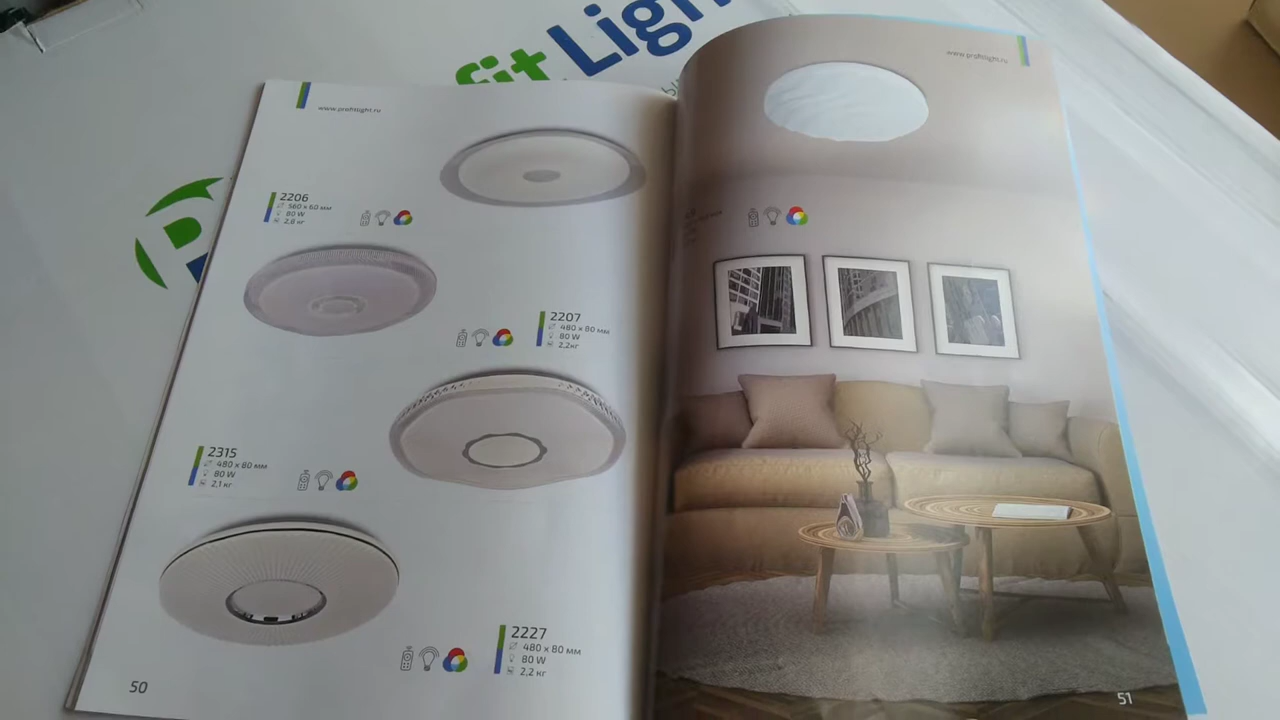 fit Light
www.profitlight.ru
2206
560 x 60 мм
80 W
2,8 кг
2207
480 x 80 мм
80 W
2,2кг
2315
480 x 80 мм
80 W
2,1 кг
2227
480 x 80 мм
80 W
2,2 кг
50
www.profitlight.ru
51